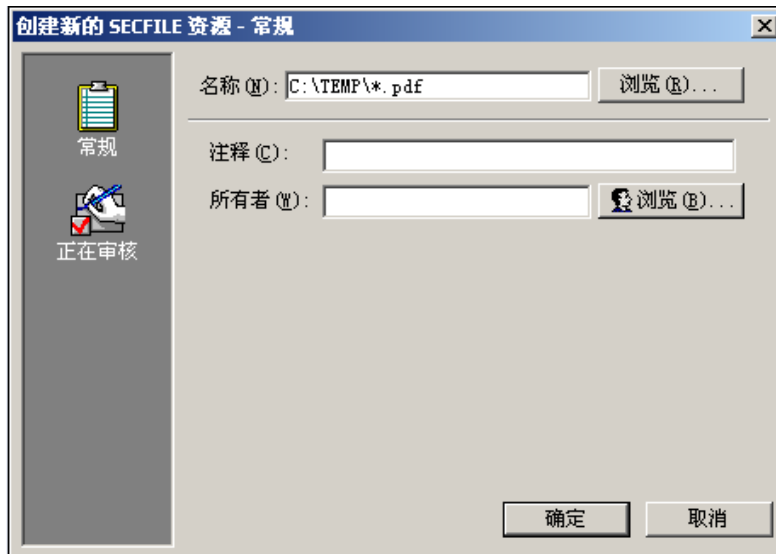 创建新的 SECFILE 资源 - 常规
常规
正在审核
名称(N): C:\TEMP\*.pdf 浏览(R)...
注释(C):
所有者(W): 浏览(B)...
确定 取消